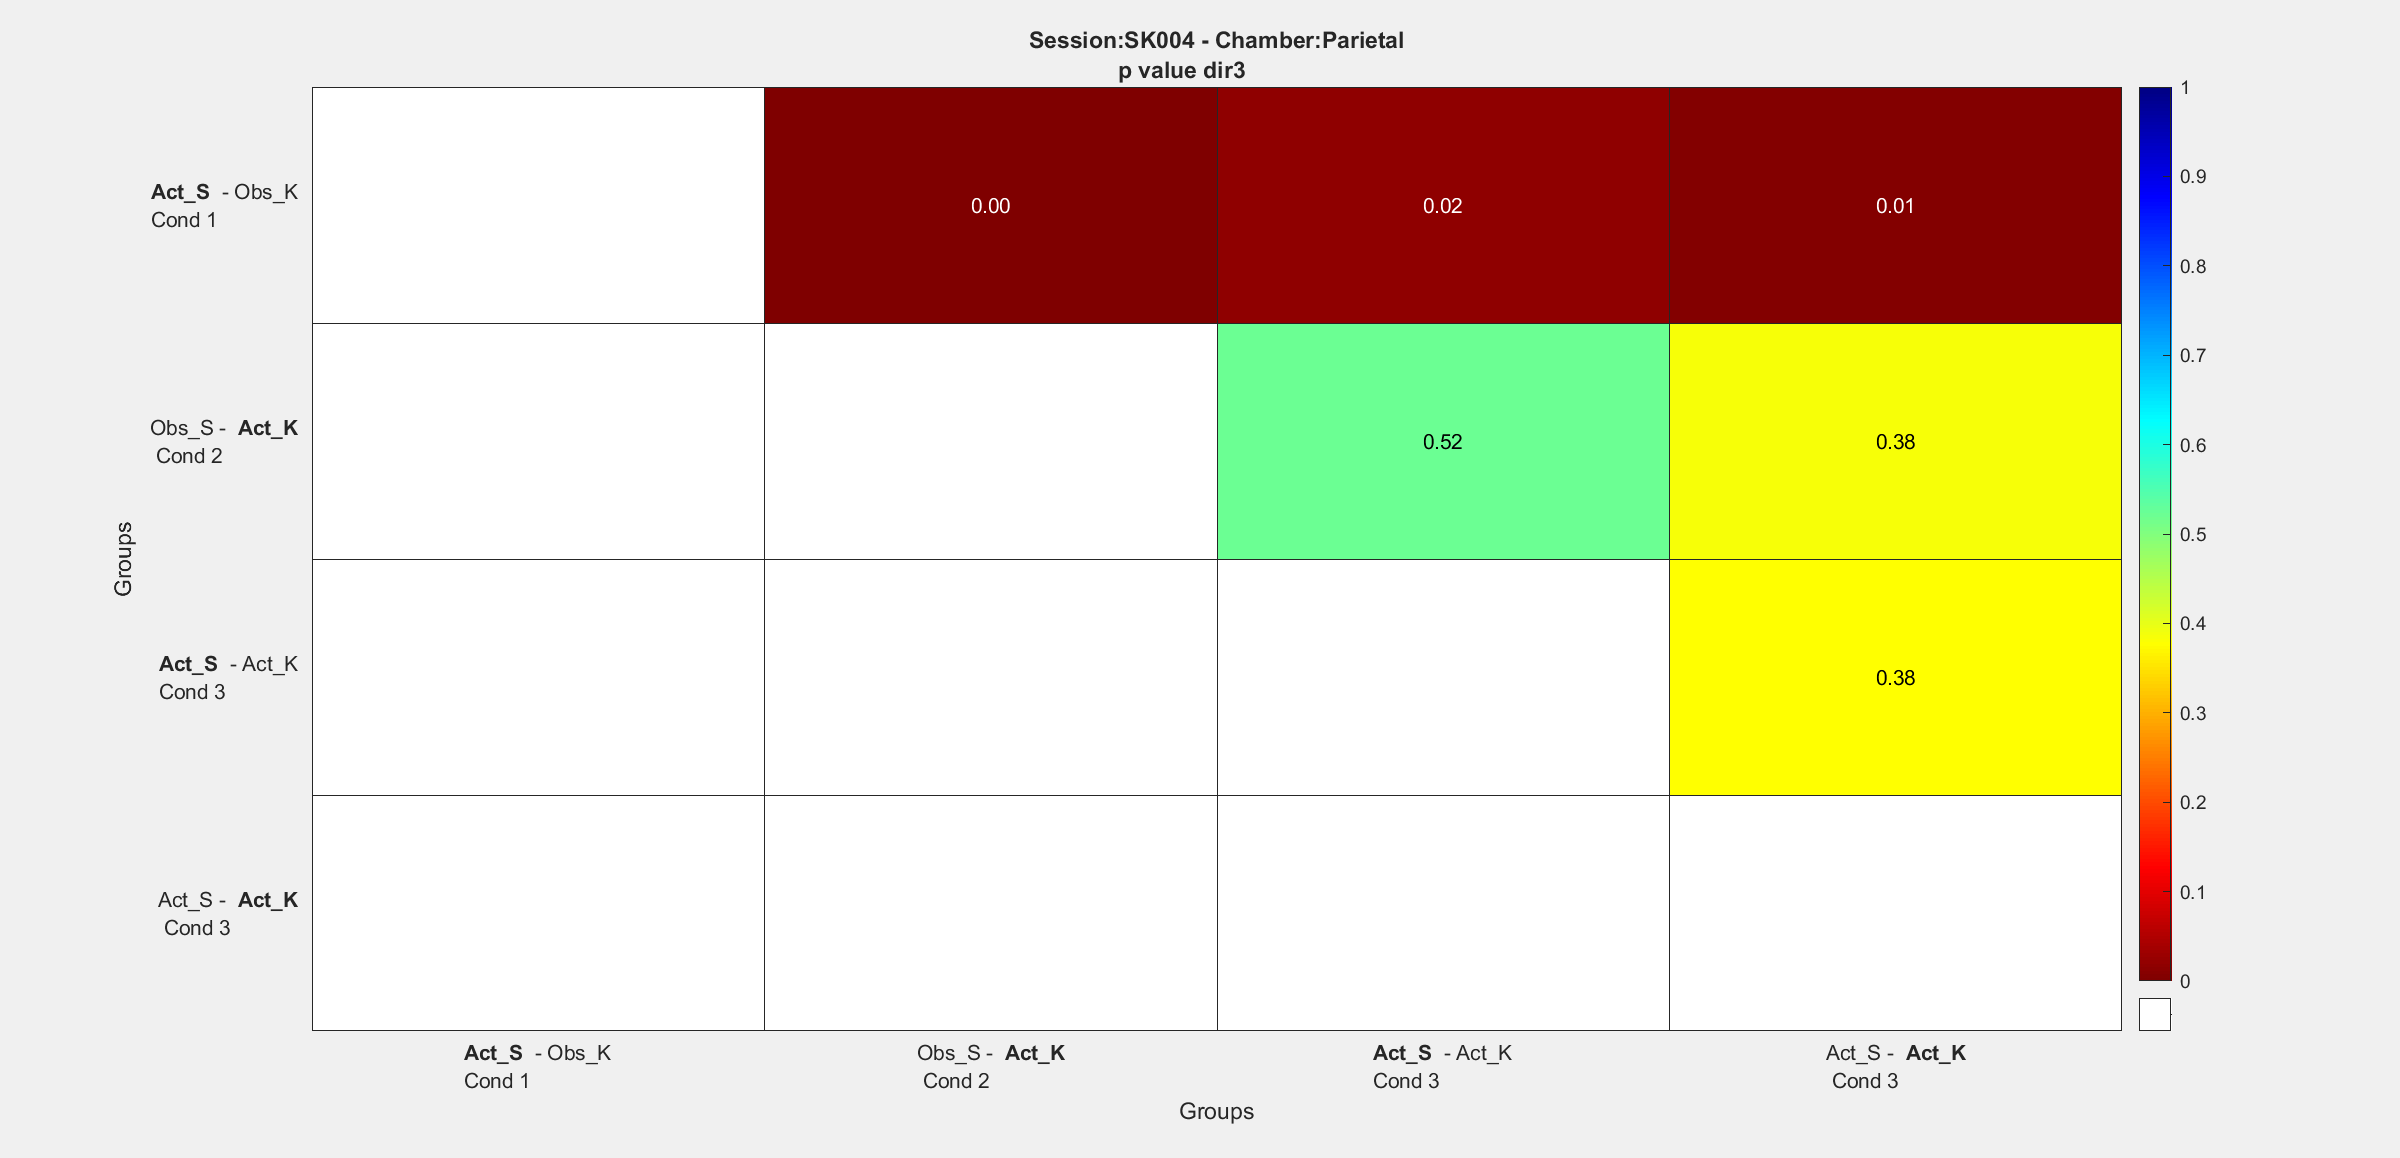 Session:SK004 - Chamber:Parietal
p value dir3
Act_S - Obs_K
Cond 1
Obs_S - Act_K
Cond 2
Act_S - Act_K
Cond 3
Act_S - Act_K
Cond 3
Groups
0.00
0.02
0.01
0.52
0.38
0.38
1
0.9
0.8
0.7
0.6
0.5
0.4
0.3
0.2
0.1
0
Act_S - Obs_K
Cond 1
Obs_S - Act_K
Cond 2
Act_S - Act_K
Cond 3
Act_S - Act_K
Cond 3
Groups